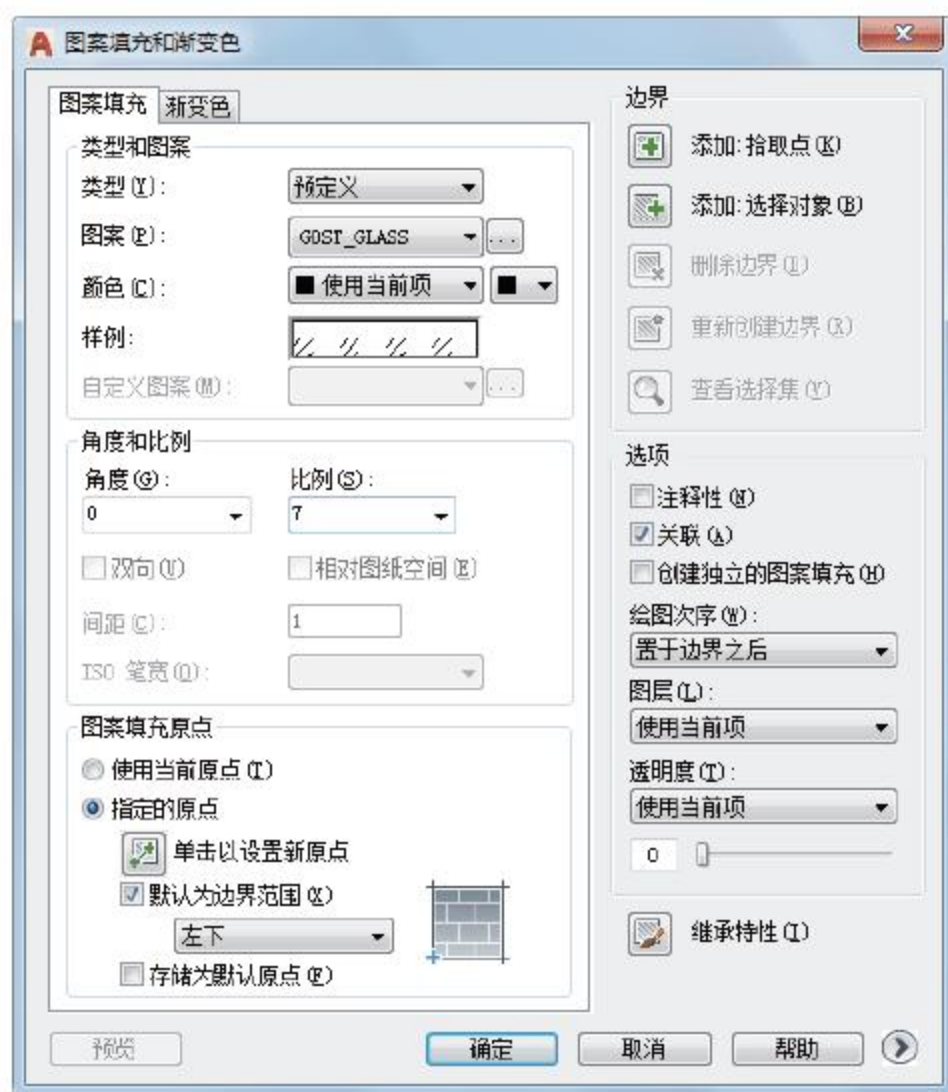 图案填充和渐变色
图案填充 渐变色
类型和图案
类型(Y):
预定义
图案(P):
GOST_GLASS
...
颜色(C):
使用当前项
样例:
自定义图案(M):
...
角度和比例
角度(G):
比例(S):
0
7
双向(U)
相对图纸空间(E)
间距(C):
1
ISO 笔宽(O):
图案填充原点
使用当前原点(T)
指定的原点
单击以设置新原点
默认为边界范围(X)
左下
存储为默认原点(F)
边界
添加:拾取点(K)
添加:选择对象(B)
删除边界(D)
重新创建边界(R)
查看选择集(V)
选项
注释性(N)
关联(A)
创建独立的图案填充(H)
绘图次序(W):
置于边界之后
图层(L):
使用当前项
透明度(T):
使用当前项
0
继承特性(I)
预览
确定
取消
帮助